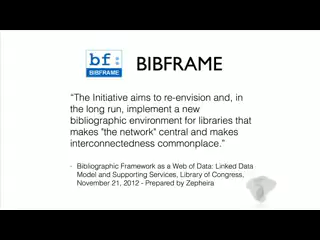 bf:
BIBFRAME
BIBFRAME
“The Initiative aims to re-envision and, in
the long run, implement a new
bibliographic environment for libraries that
makes "the network" central and makes
interconnectedness commonplace.”
- Bibliographic Framework as a Web of Data: Linked Data
Model and Supporting Services, Library of Congress,
November 21, 2012 - Prepared by Zepheira